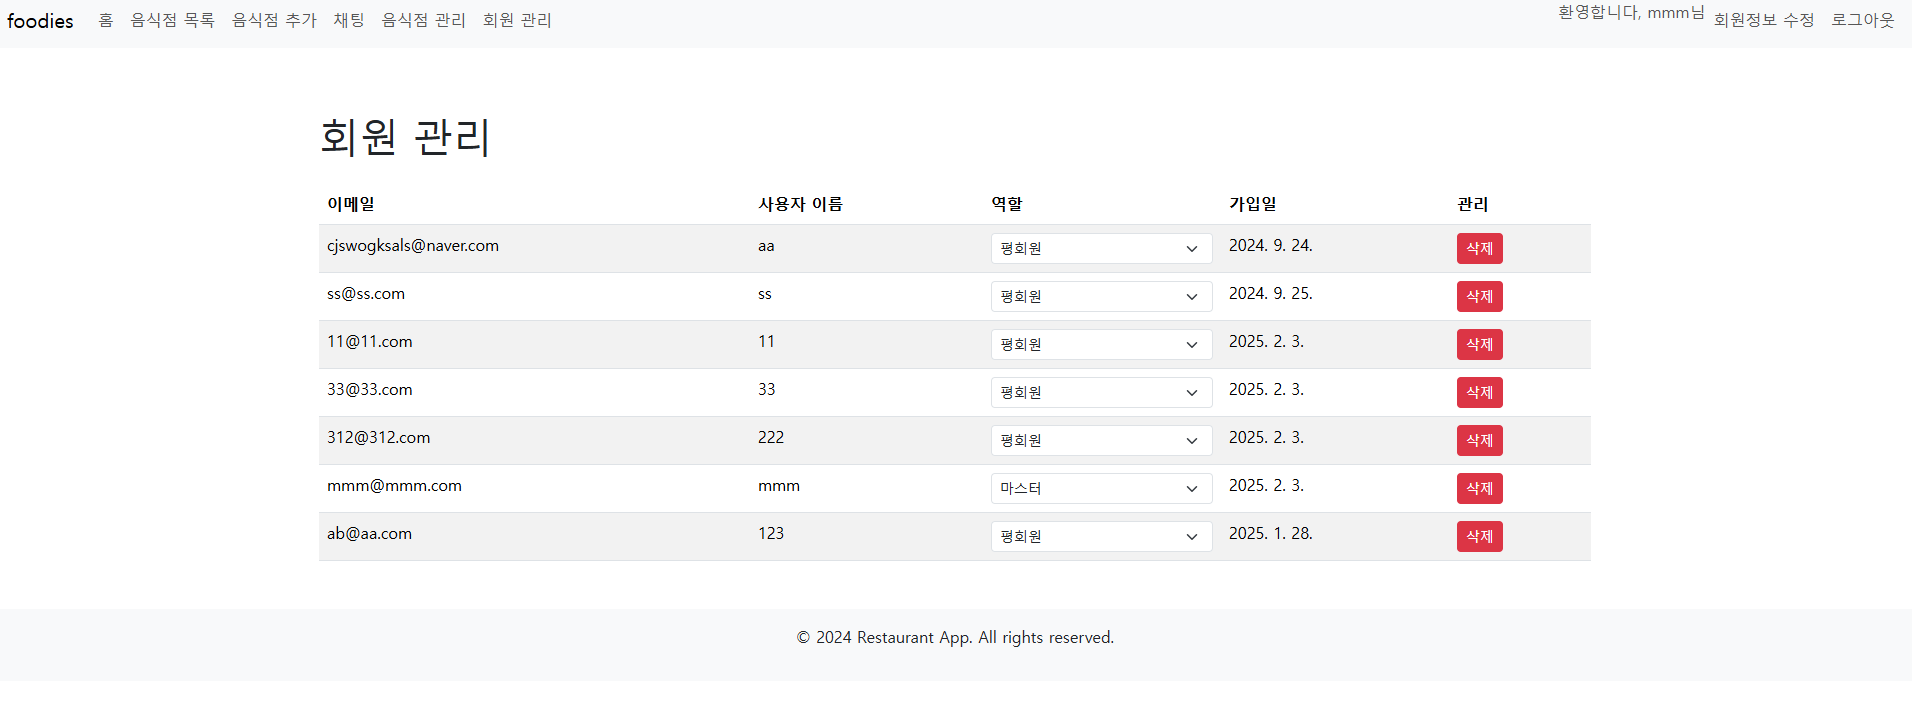 foodies 홈 음식점 목록 음식점 추가 채팅 음식점 관리 회원 관리 환영합니다, mmm님 회원정보 수정 로그아웃
회원 관리
이메일 사용자 이름 역할 가입일 관리
cjswogksals@naver.com aa 평회원 2024. 9. 24. 삭제
ss@ss.com ss 평회원 2024. 9. 25. 삭제
11@11.com 11 평회원 2025. 2. 3. 삭제
33@33.com 33 평회원 2025. 2. 3. 삭제
312@312.com 222 평회원 2025. 2. 3. 삭제
mmm@mmm.com mmm 마스터 2025. 2. 3. 삭제
ab@aa.com 123 평회원 2025. 1. 28. 삭제
© 2024 Restaurant App. All rights reserved.